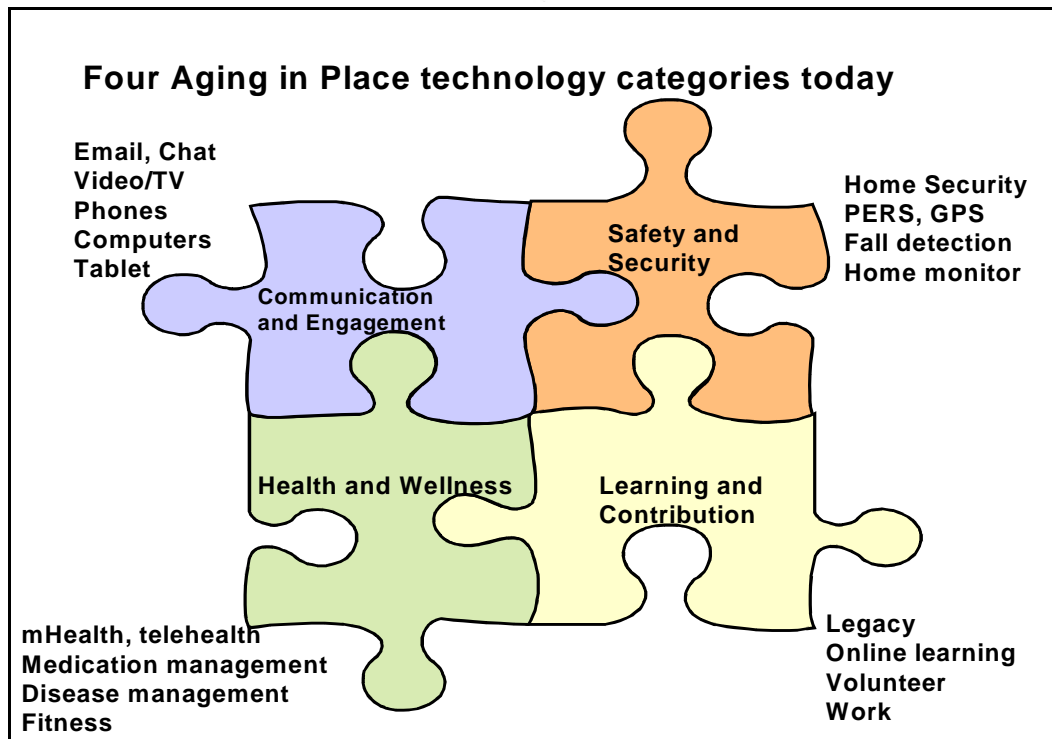 Four Aging in Place technology categories today
Email, Chat
Video/TV
Phones
Computers
Tablet
Communication
and Engagement
Safety and
Security
Home Security
PERS, GPS
Fall detection
Home monitor
Health and Wellness
Learning and
Contribution
mHealth, telehealth
Medication management
Disease management
Fitness
Legacy
Online learning
Volunteer
Work